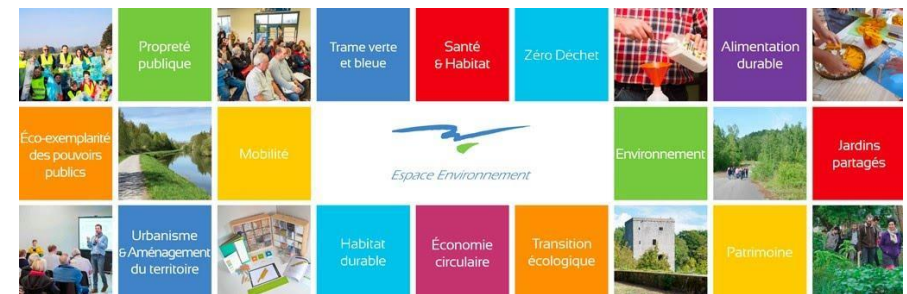 Propreté
publique
Trame verte
et bleue
Santé
& Habitat
Zéro Déchet
Alimentation
durable
Éco-exemplarité
des pouvoirs
publics
Mobilité
Espace Environnement
Environnement
Jardins
partagés
Urbanisme
& Aménagement
du territoire
Habitat
durable
Économie
circulaire
Transition
écologique
Patrimoine